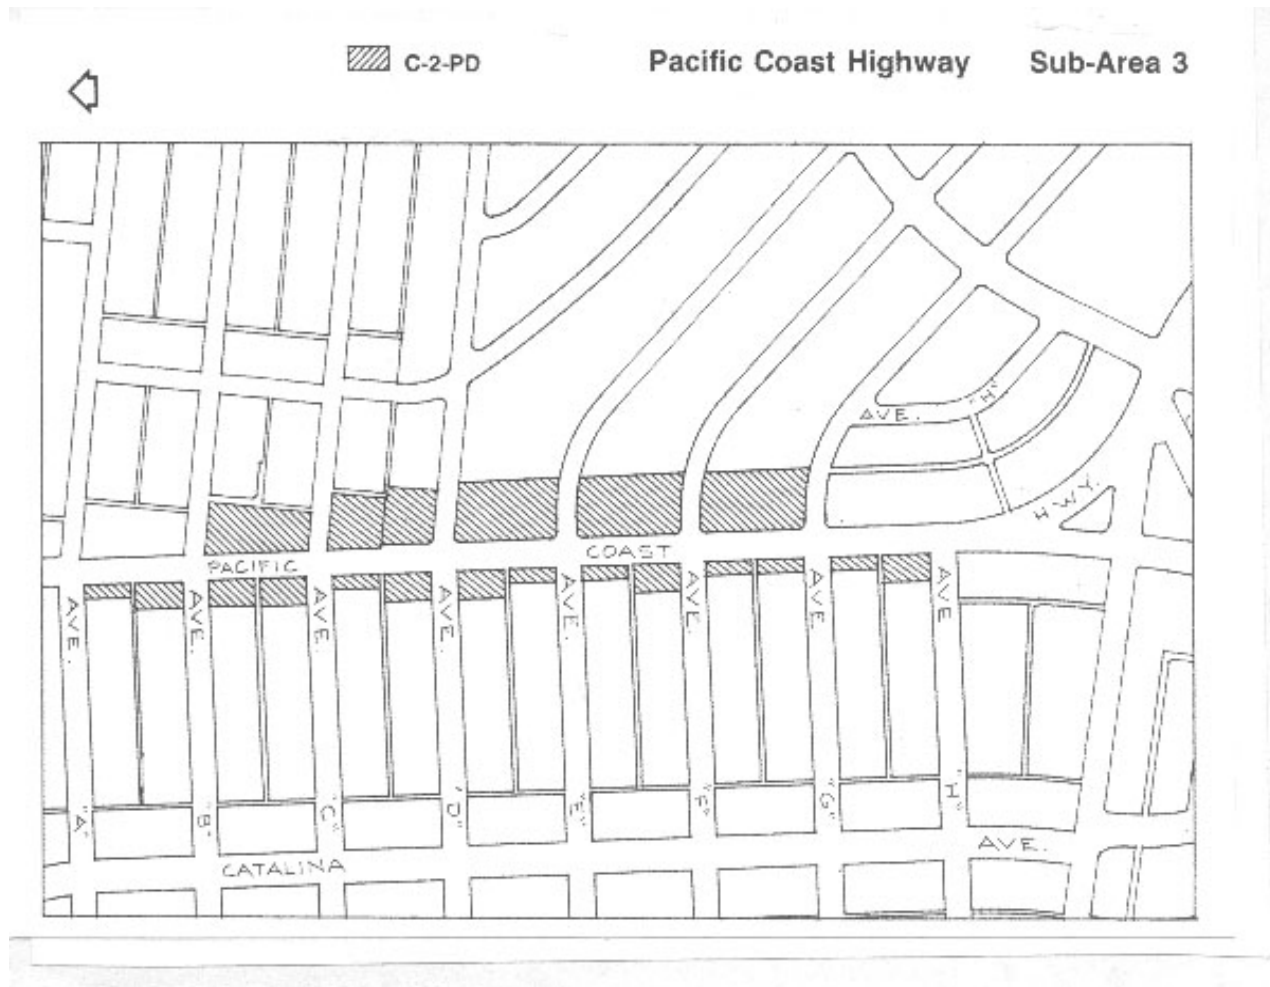 C-2-PD
Pacific Coast Highway Sub-Area 3
AVE. "H"
HWY.
COAST
PACIFIC
AVE. AVE. AVE. AVE. AVE. AVE. AVE. AVE
"A" "B" "C" "D" "E" "F" "G" "H"
AVE.
CATALINA